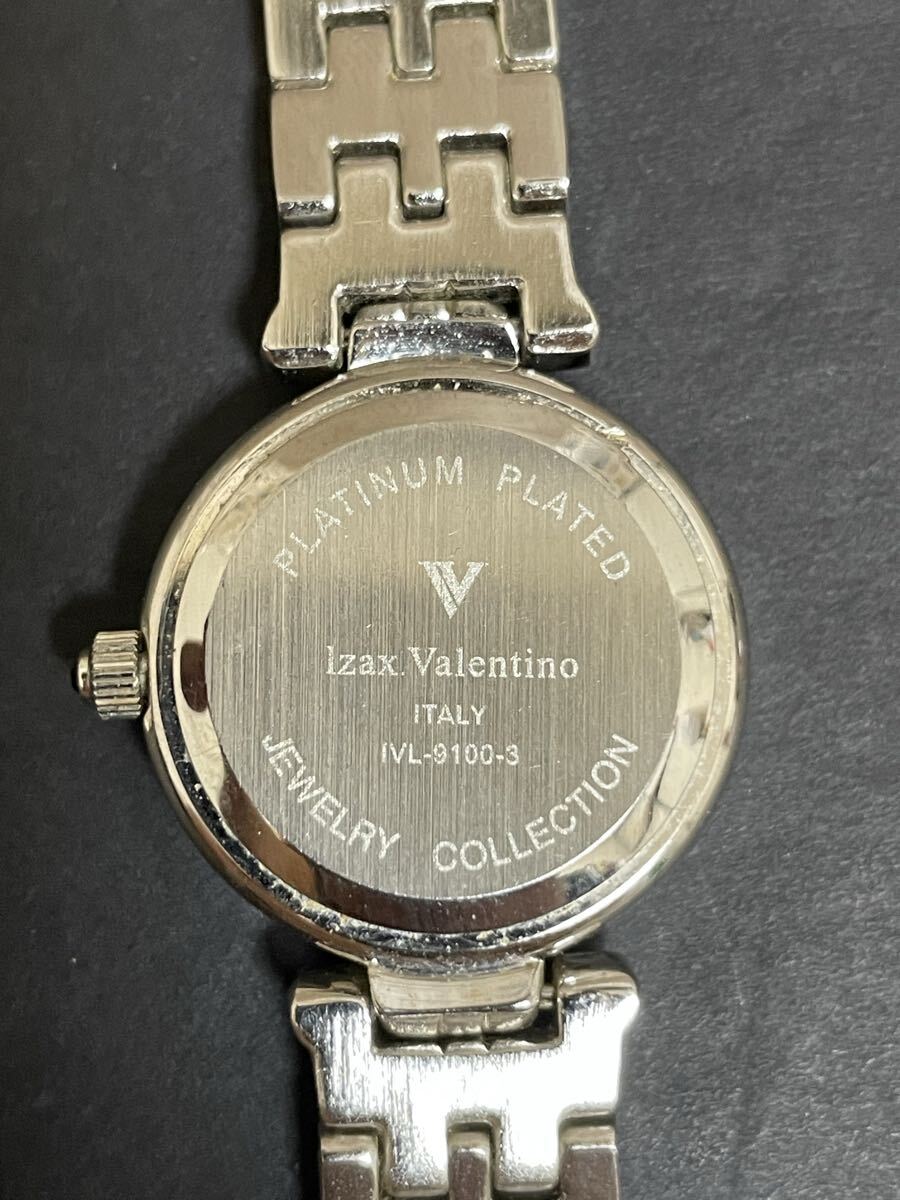 PLATINUM PLATED
Izax.Valentino
ITALY
IVL-9100-3
JEWELRY COLLECTION